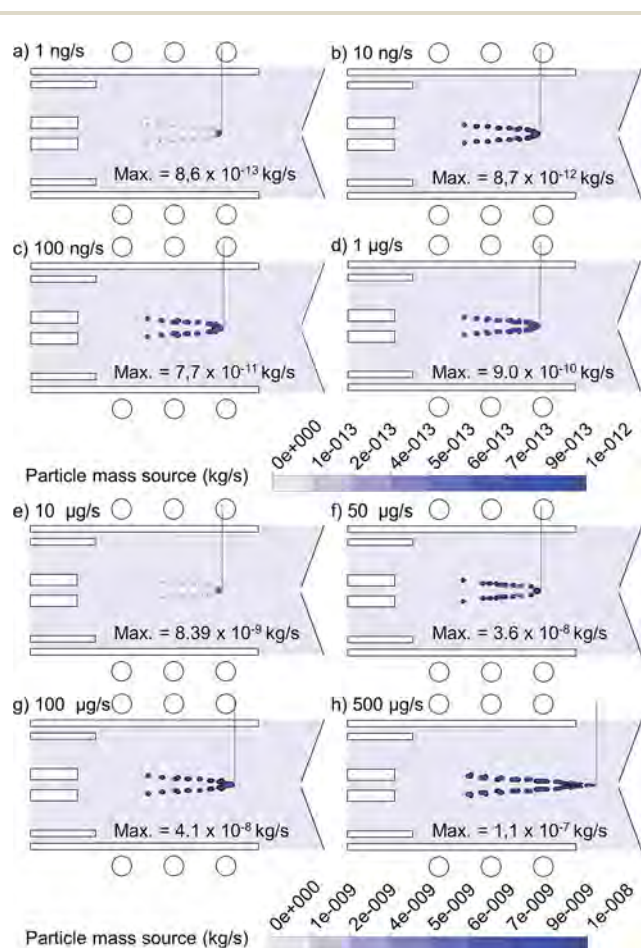 a) 1 ng/s
b) 10 ng/s
Max. = 8,6 x 10⁻¹³ kg/s
Max. = 8,7 x 10⁻¹² kg/s
c) 100 ng/s
d) 1 µg/s
Max. = 7,7 x 10⁻¹¹ kg/s
Max. = 9.0 x 10⁻¹⁰ kg/s
Particle mass source (kg/s)
0e+000 1e-013 2e-013 4e-013 5e-013 6e-013 7e-013 9e-013 1e-012
e) 10 µg/s
f) 50 µg/s
Max. = 8.39 x 10⁻⁹ kg/s
Max. = 3.6 x 10⁻⁸ kg/s
g) 100 µg/s
h) 500 µg/s
Max. = 4.1 x 10⁻⁸ kg/s
Max. = 1,1 x 10⁻⁷ kg/s
Particle mass source (kg/s)
0e+000 1e-009 2e-009 4e-009 5e-009 6e-009 7e-009 9e-009 1e-008